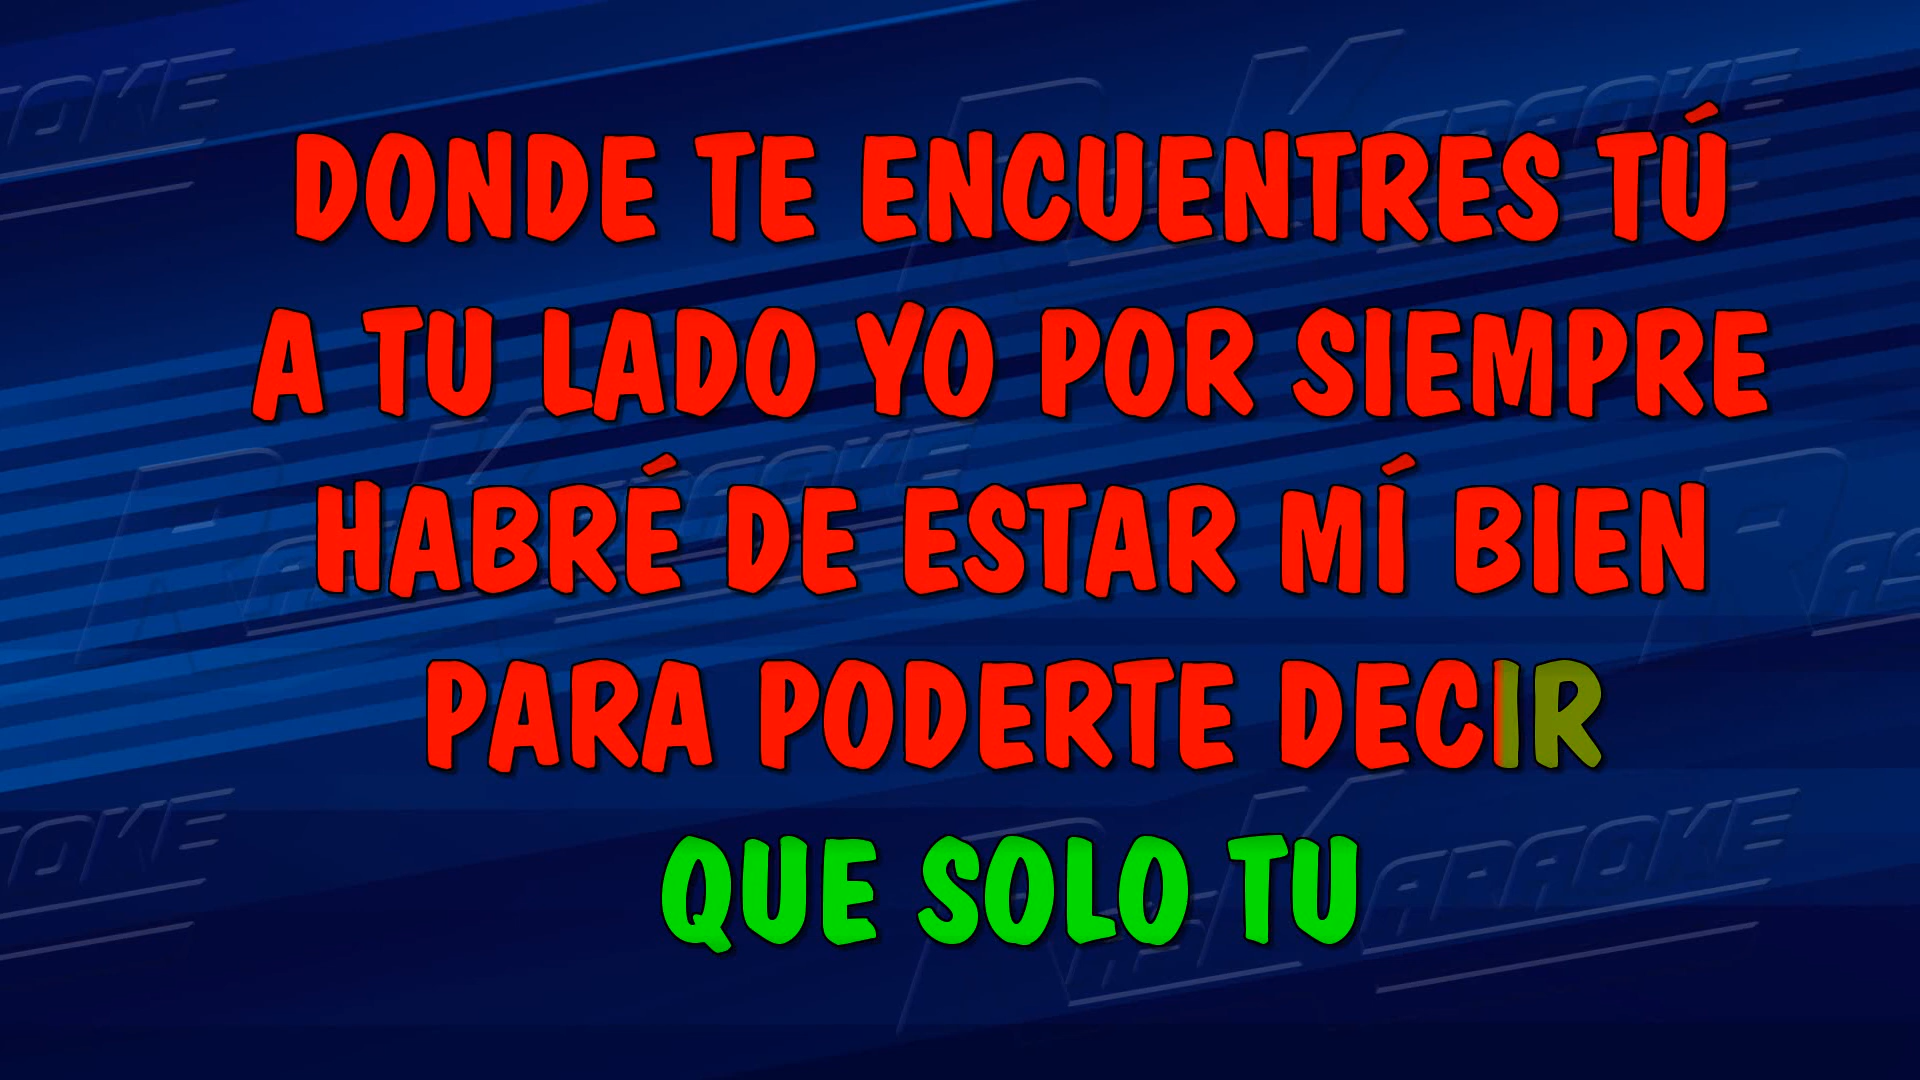 DONDE TE ENCUENTRES TÚ
A TU LADO YO POR SIEMPRE
HABRÉ DE ESTAR MÍ BIEN
PARA PODERTE DECIR
QUE SOLO TU